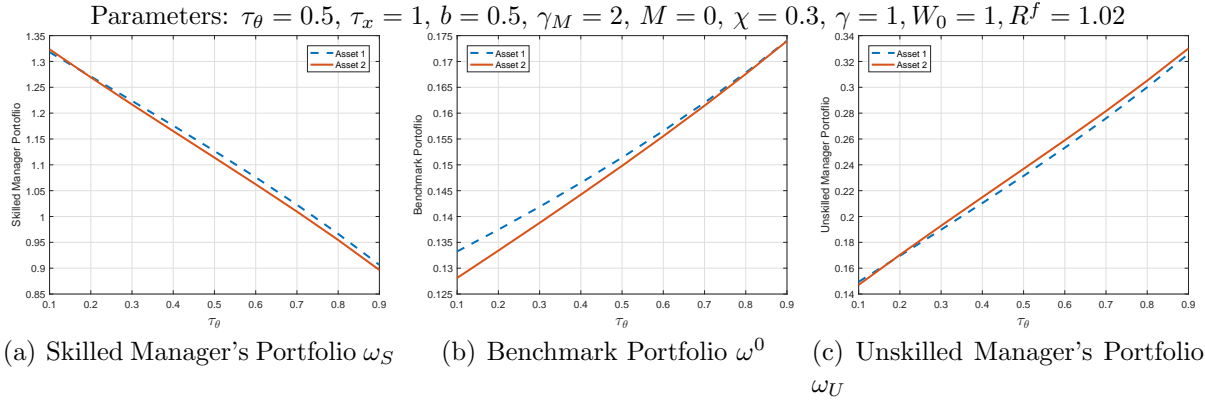 Parameters: τ_θ = 0.5, τ_x = 1, b = 0.5, γ_M = 2, M = 0, χ = 0.3, γ = 1, W_0 = 1, R^f = 1.02
Skilled Manager Portfolio
1.35
1.3
1.25
1.2
1.15
1.1
1.05
1
0.95
0.9
0.85
0.1 0.2 0.3 0.4 0.5 0.6 0.7 0.8 0.9
τ_θ
Asset 1
Asset 2
(a) Skilled Manager's Portfolio ω_S
Benchmark Portfolio
0.175
0.17
0.165
0.16
0.155
0.15
0.145
0.14
0.135
0.13
0.125
0.1 0.2 0.3 0.4 0.5 0.6 0.7 0.8 0.9
τ_θ
Asset 1
Asset 2
(b) Benchmark Portfolio ω^0
Unskilled Manager Portfolio
0.34
0.32
0.3
0.28
0.26
0.24
0.22
0.2
0.18
0.16
0.14
0.1 0.2 0.3 0.4 0.5 0.6 0.7 0.8 0.9
τ_θ
Asset 1
Asset 2
(c) Unskilled Manager's Portfolio
ω_U